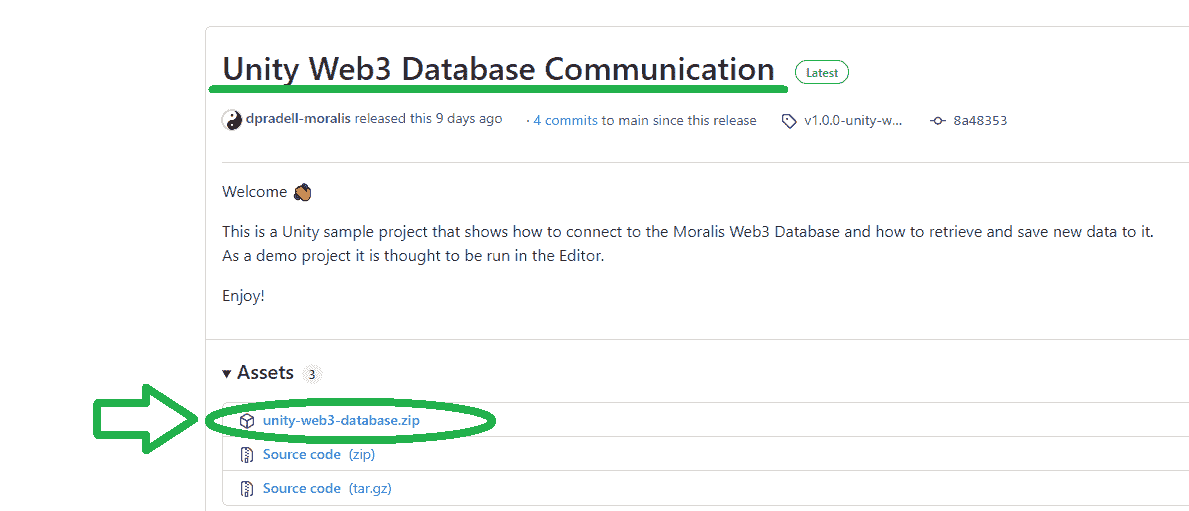 Unity Web3 Database Communication Latest
dpradell-moralis released this 9 days ago · 4 commits to main since this release v1.0.0-unity-w... 8a48353
Welcome
This is a Unity sample project that shows how to connect to the Moralis Web3 Database and how to retrieve and save new data to it.
As a demo project it is thought to be run in the Editor.
Enjoy!
Assets 3
unity-web3-database.zip
Source code (zip)
Source code (tar.gz)